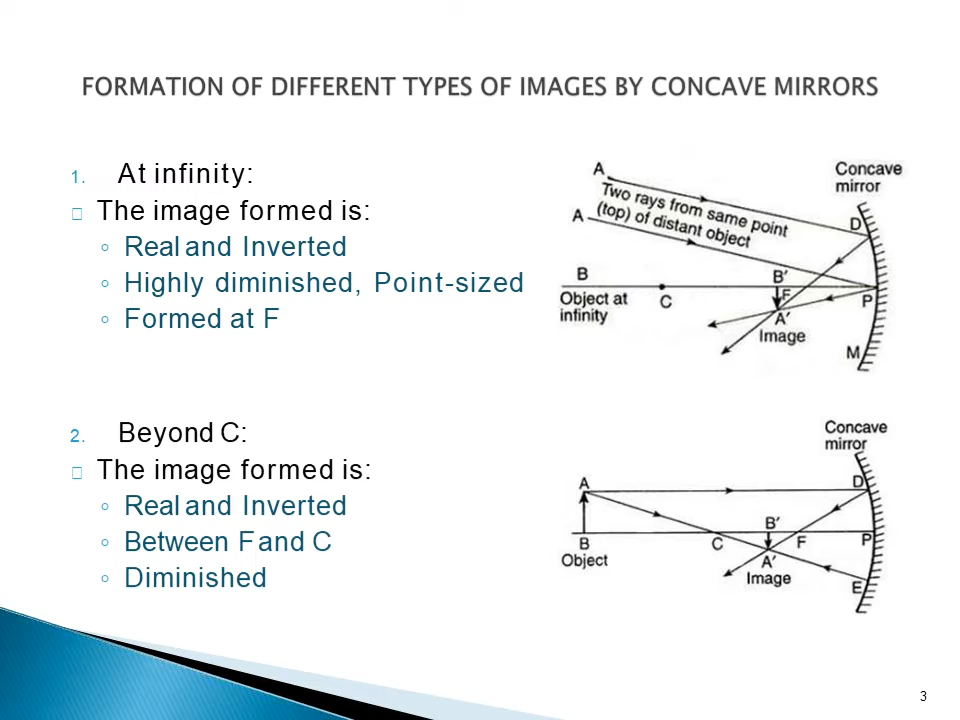 FORMATION OF DIFFERENT TYPES OF IMAGES BY CONCAVE MIRRORS
1. At infinity:
The image formed is:
◦ Real and Inverted
◦ Highly diminished, Point-sized
◦ Formed at F
A
Two rays from same point
(top) of distant object
A
Concave
mirror
D
B
B′
F
P
Object at
infinity
C
A′
Image
M
2. Beyond C:
The image formed is:
◦ Real and Inverted
◦ Between F and C
◦ Diminished
Concave
mirror
A
D
B′
B
C
F
P
Object
A′
Image
E
3